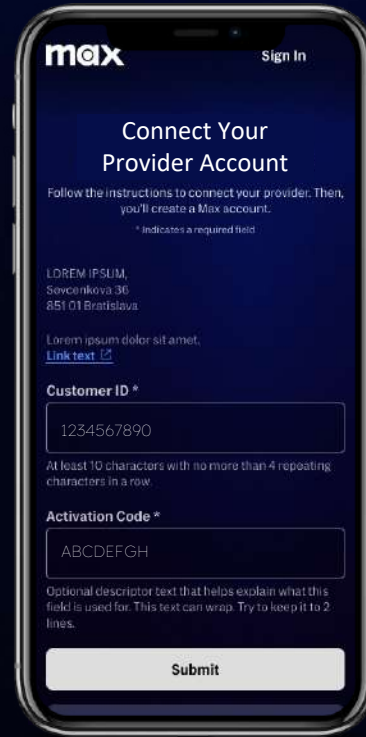 max
Sign In
Connect Your
Provider Account
Follow the instructions to connect your provider. Then,
you'll create a Max account.
* Indicates a required field
LOREM IPSUM,
Sevcenkova 36
851 01 Bratislava
Lorem ipsum dolor sit amet.
Link text
Customer ID *
1234567890
At least 10 characters with no more than 4 repeating
characters in a row.
Activation Code *
ABCDEFGH
Optional descriptor text that helps explain what this
field is used for. This text can wrap. Try to keep it to 2
lines.
Submit